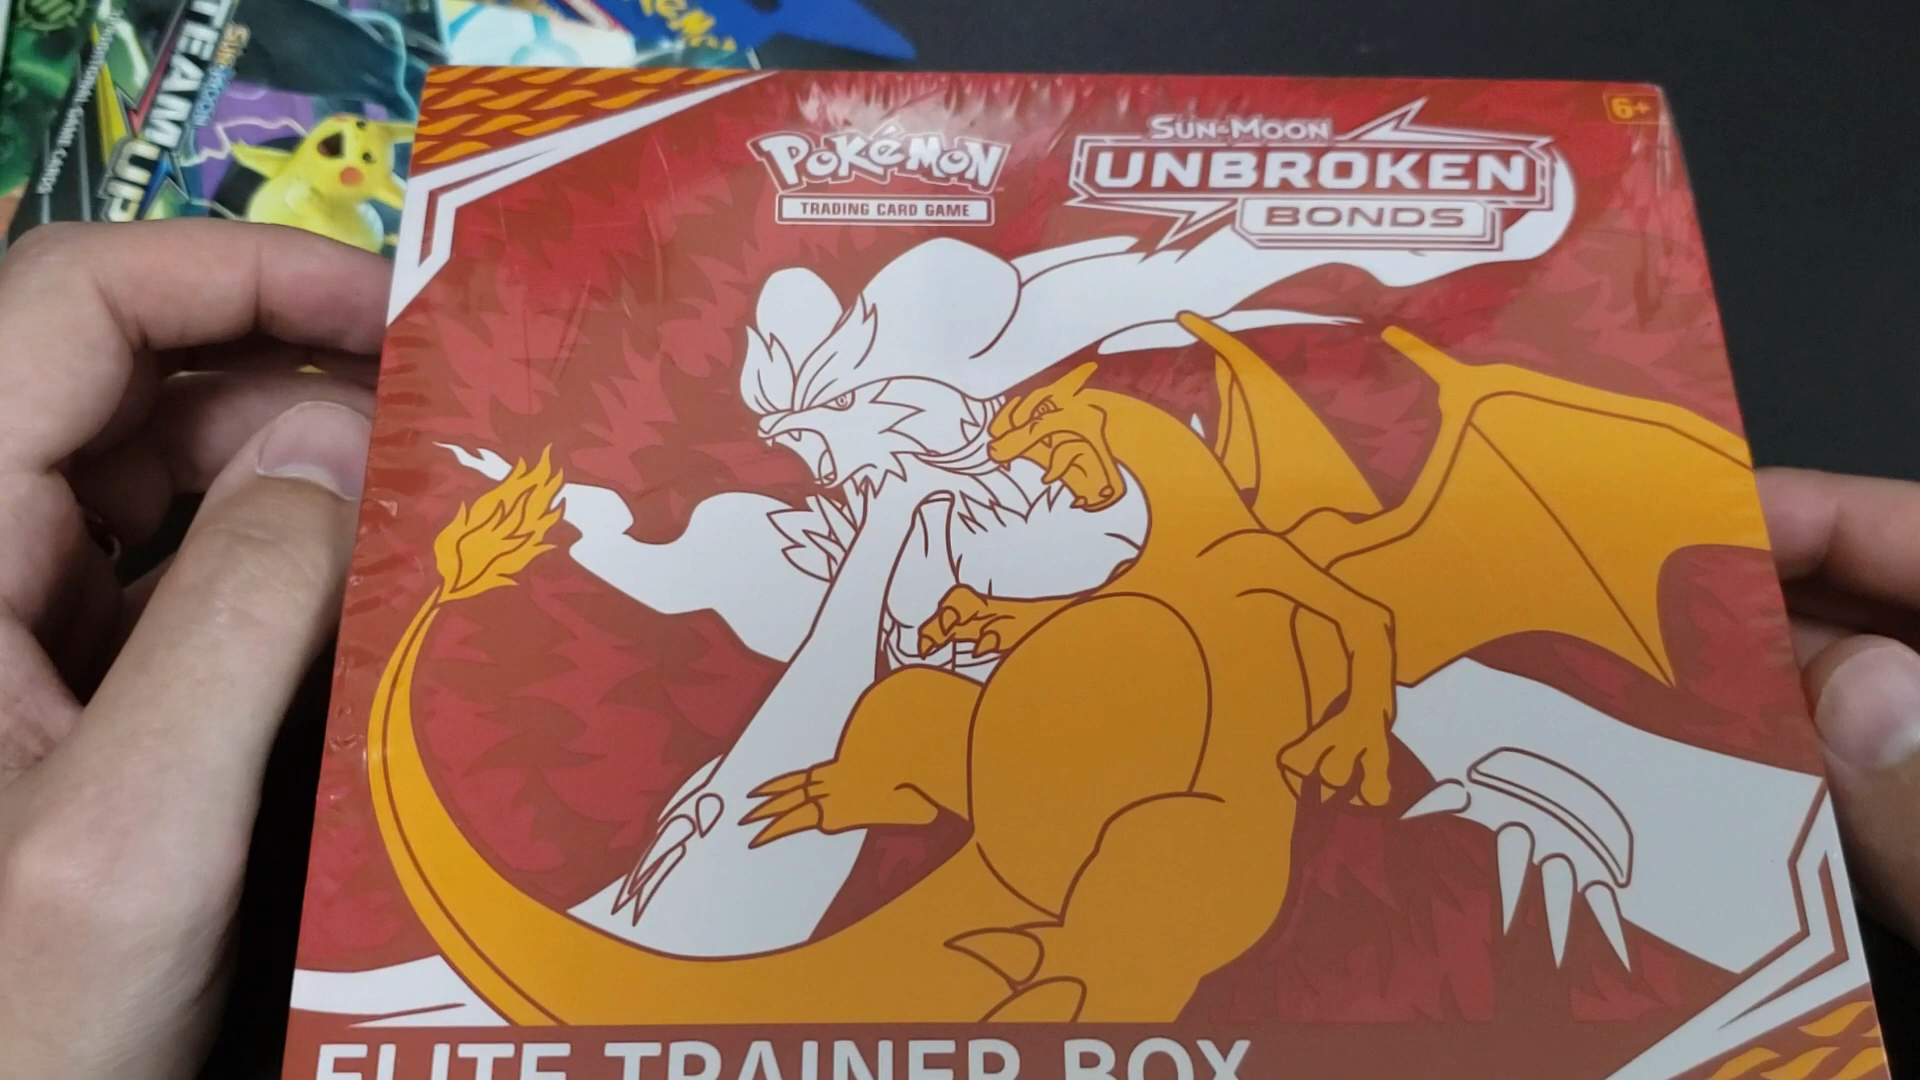 POKéMON
TRADING CARD GAME
SUN & MOON
UNBROKEN
BONDS
6+
ELITE TRAINER BOX
TEAM UP